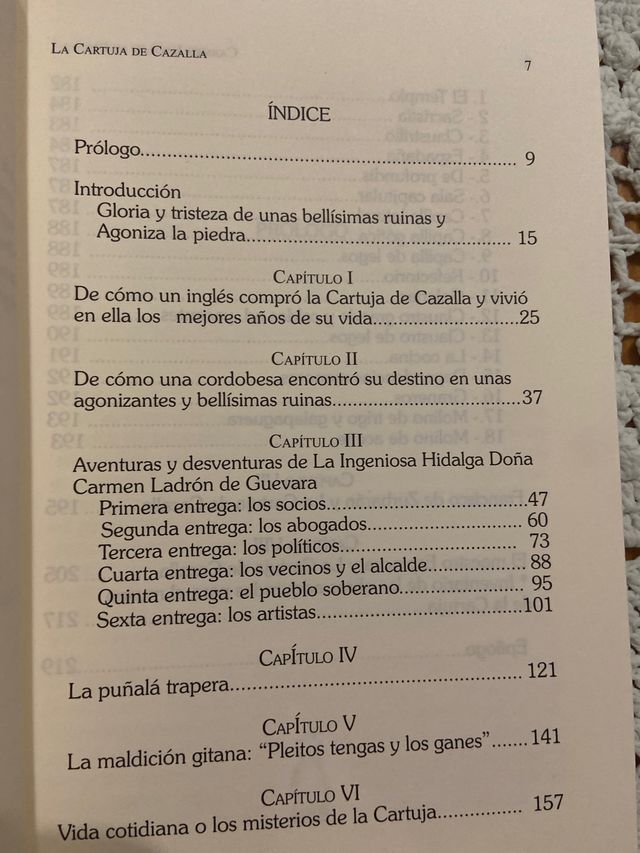 LA CARTUJA DE CAZALLA
7
ÍNDICE
Prólogo.................................................................. 9
Introducción
Gloria y tristeza de unas bellísimas ruinas y
Agoniza la piedra............................................ 15
CAPÍTULO I
De cómo un inglés compró la Cartuja de Cazalla y vivió
en ella los mejores años de su vida........................25
CAPÍTULO II
De cómo una cordobesa encontró su destino en unas
agonizantes y bellísimas ruinas..............................37
CAPÍTULO III
Aventuras y desventuras de La Ingeniosa Hidalga Doña
Carmen Ladrón de Guevara
Primera entrega: los socios.................................47
Segunda entrega: los abogados......................... 60
Tercera entrega: los políticos............................. 73
Cuarta entrega: los vecinos y el alcalde.............. 88
Quinta entrega: el pueblo soberano.................. 95
Sexta entrega: los artistas.................................101
CAPÍTULO IV
La puñalá trapera.................................................. 121
CAPÍTULO V
La maldición gitana: “Pleitos tengas y los ganes”.......141
CAPÍTULO VI
Vida cotidiana o los misterios de la Cartuja.............. 157